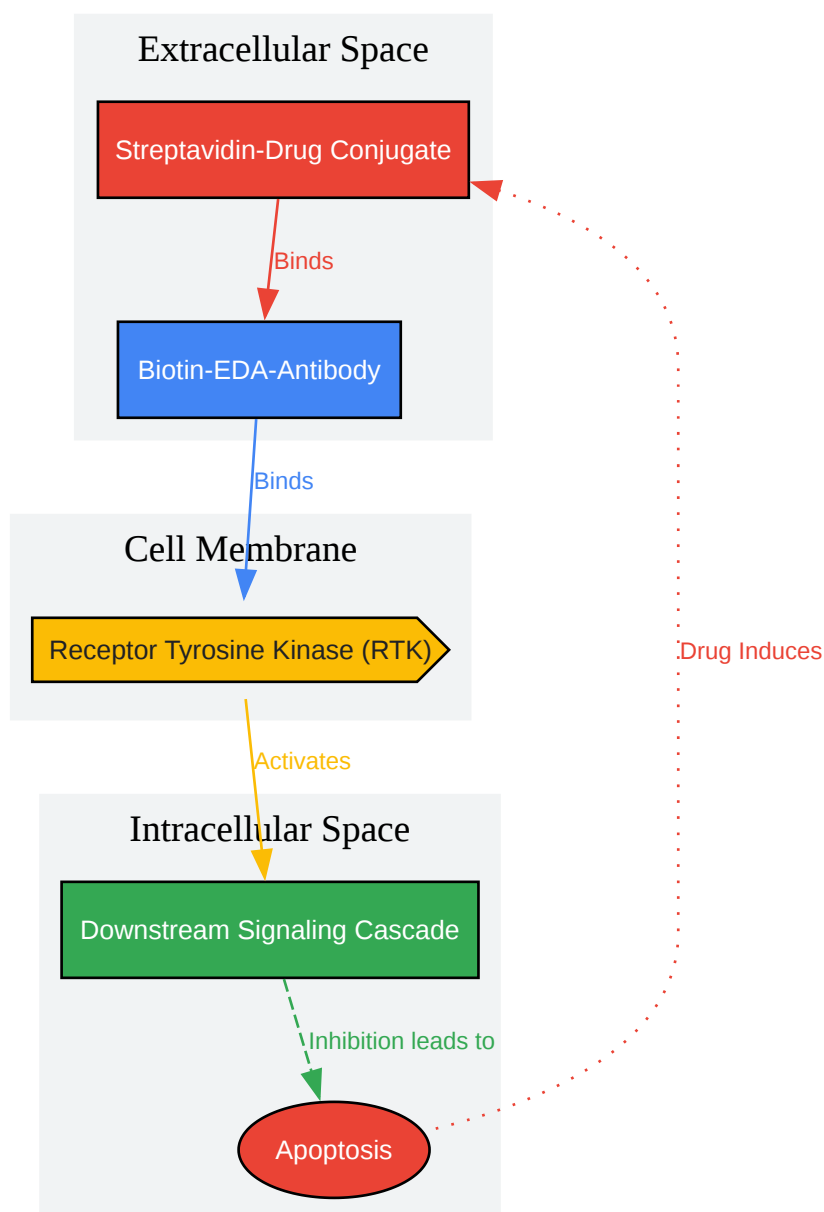 Extracellular Space
Streptavidin-Drug Conjugate
Binds
Biotin-EDA-Antibody
Binds
Cell Membrane
Receptor Tyrosine Kinase (RTK)
Drug Induces
Activates
Intracellular Space
Downstream Signaling Cascade
Inhibition leads to
Apoptosis